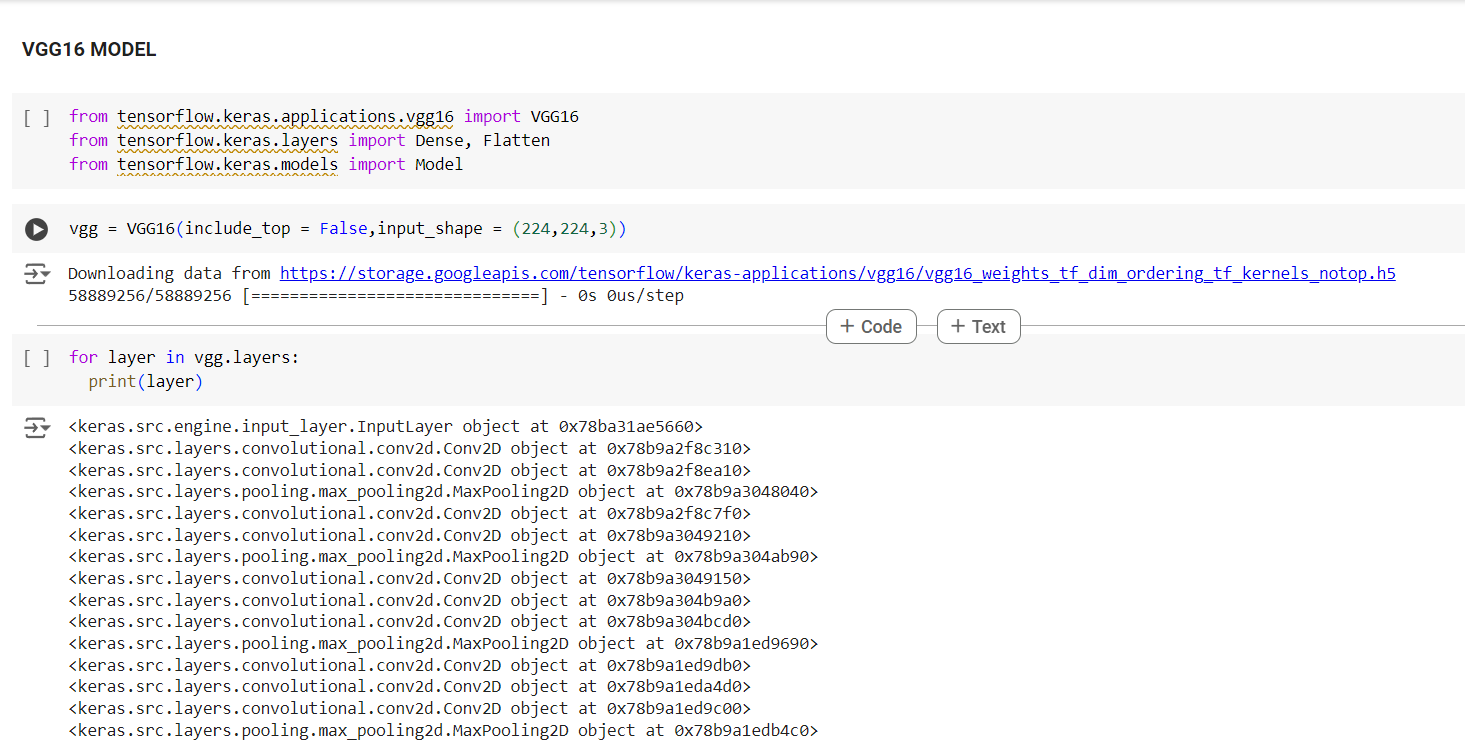 VGG16 MODEL
[ ] from tensorflow.keras.applications.vgg16 import VGG16
from tensorflow.keras.layers import Dense, Flatten
from tensorflow.keras.models import Model
vgg = VGG16(include_top = False,input_shape = (224,224,3))
Downloading data from https://storage.googleapis.com/tensorflow/keras-applications/vgg16/vgg16_weights_tf_dim_ordering_tf_kernels_notop.h5
58889256/58889256 [==============================] - 0s 0us/step
+ Code + Text
[ ] for layer in vgg.layers:
print(layer)
<keras.src.engine.input_layer.InputLayer object at 0x78ba31ae5660>
<keras.src.layers.convolutional.conv2d.Conv2D object at 0x78b9a2f8c310>
<keras.src.layers.convolutional.conv2d.Conv2D object at 0x78b9a2f8ea10>
<keras.src.layers.pooling.max_pooling2d.MaxPooling2D object at 0x78b9a3048040>
<keras.src.layers.convolutional.conv2d.Conv2D object at 0x78b9a2f8c7f0>
<keras.src.layers.convolutional.conv2d.Conv2D object at 0x78b9a3049210>
<keras.src.layers.pooling.max_pooling2d.MaxPooling2D object at 0x78b9a304ab90>
<keras.src.layers.convolutional.conv2d.Conv2D object at 0x78b9a3049150>
<keras.src.layers.convolutional.conv2d.Conv2D object at 0x78b9a304b9a0>
<keras.src.layers.convolutional.conv2d.Conv2D object at 0x78b9a304bcd0>
<keras.src.layers.pooling.max_pooling2d.MaxPooling2D object at 0x78b9a1ed9690>
<keras.src.layers.convolutional.conv2d.Conv2D object at 0x78b9a1ed9db0>
<keras.src.layers.convolutional.conv2d.Conv2D object at 0x78b9a1eda4d0>
<keras.src.layers.convolutional.conv2d.Conv2D object at 0x78b9a1ed9c00>
<keras.src.layers.pooling.max_pooling2d.MaxPooling2D object at 0x78b9a1edb4c0>